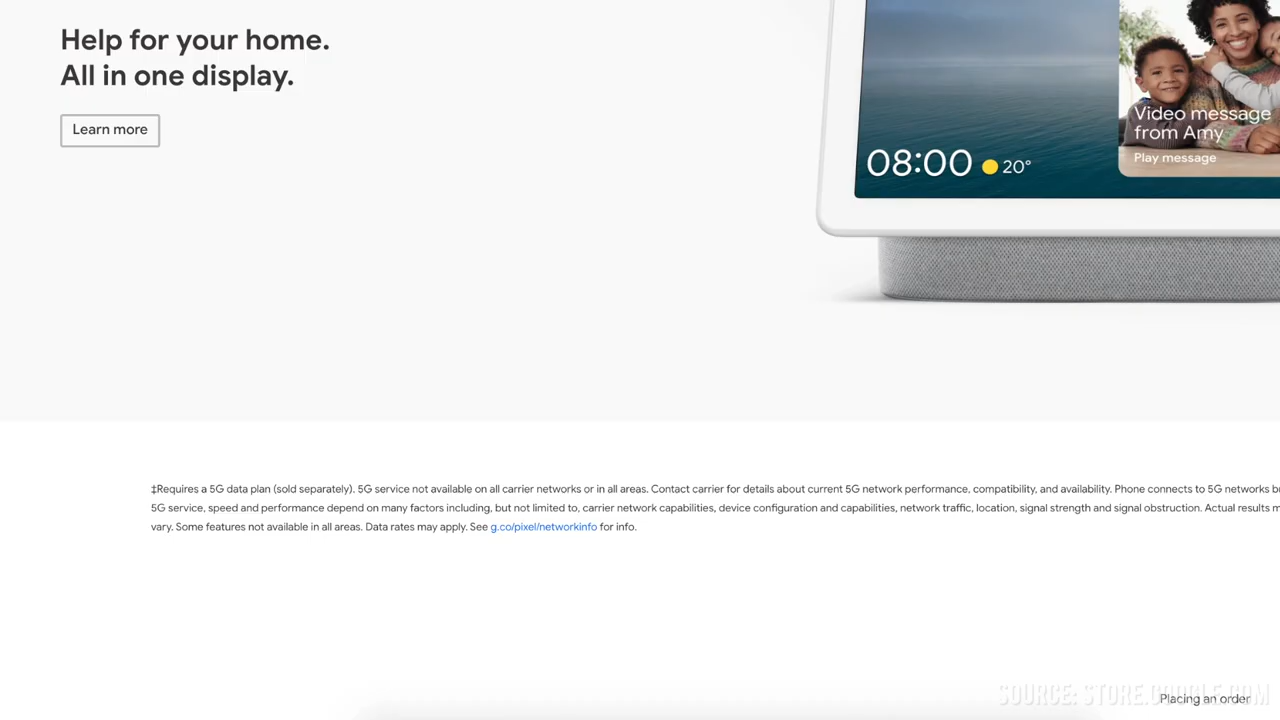 Help for your home.
All in one display.
Learn more
Video message
from Amy
08:00 20°
Play message
‡Requires a 5G data plan (sold separately). 5G service not available on all carrier networks or in all areas. Contact carrier for details about current 5G network performance, compatibility, and availability. Phone connects to 5G networks
5G service, speed and performance depend on many factors including, but not limited to, carrier network capabilities, device configuration and capabilities, network traffic, location, signal strength and signal obstruction. Actual results
vary. Some features not available in all areas. Data rates may apply. See g.co/pixel/networkinfo for info.
SOURCE: STORE.GOOGLE.COM
Placing an order